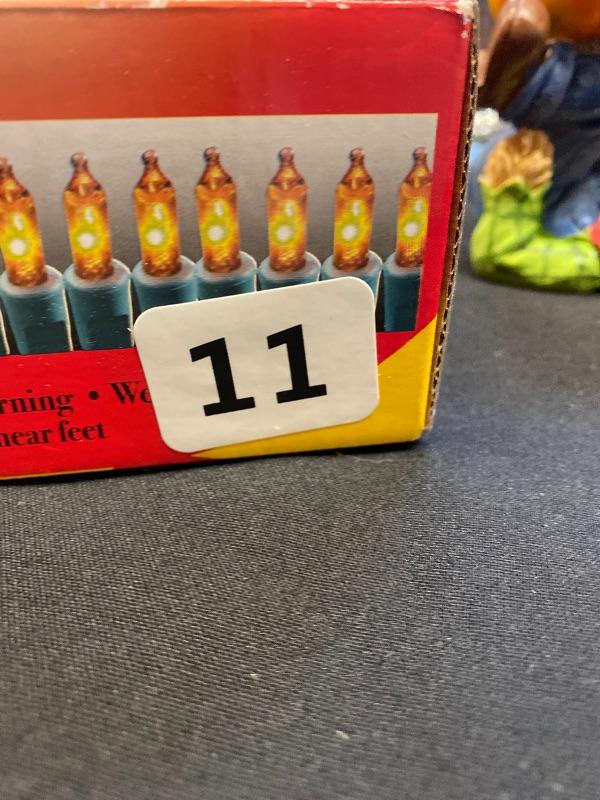 rning • We
near feet
11